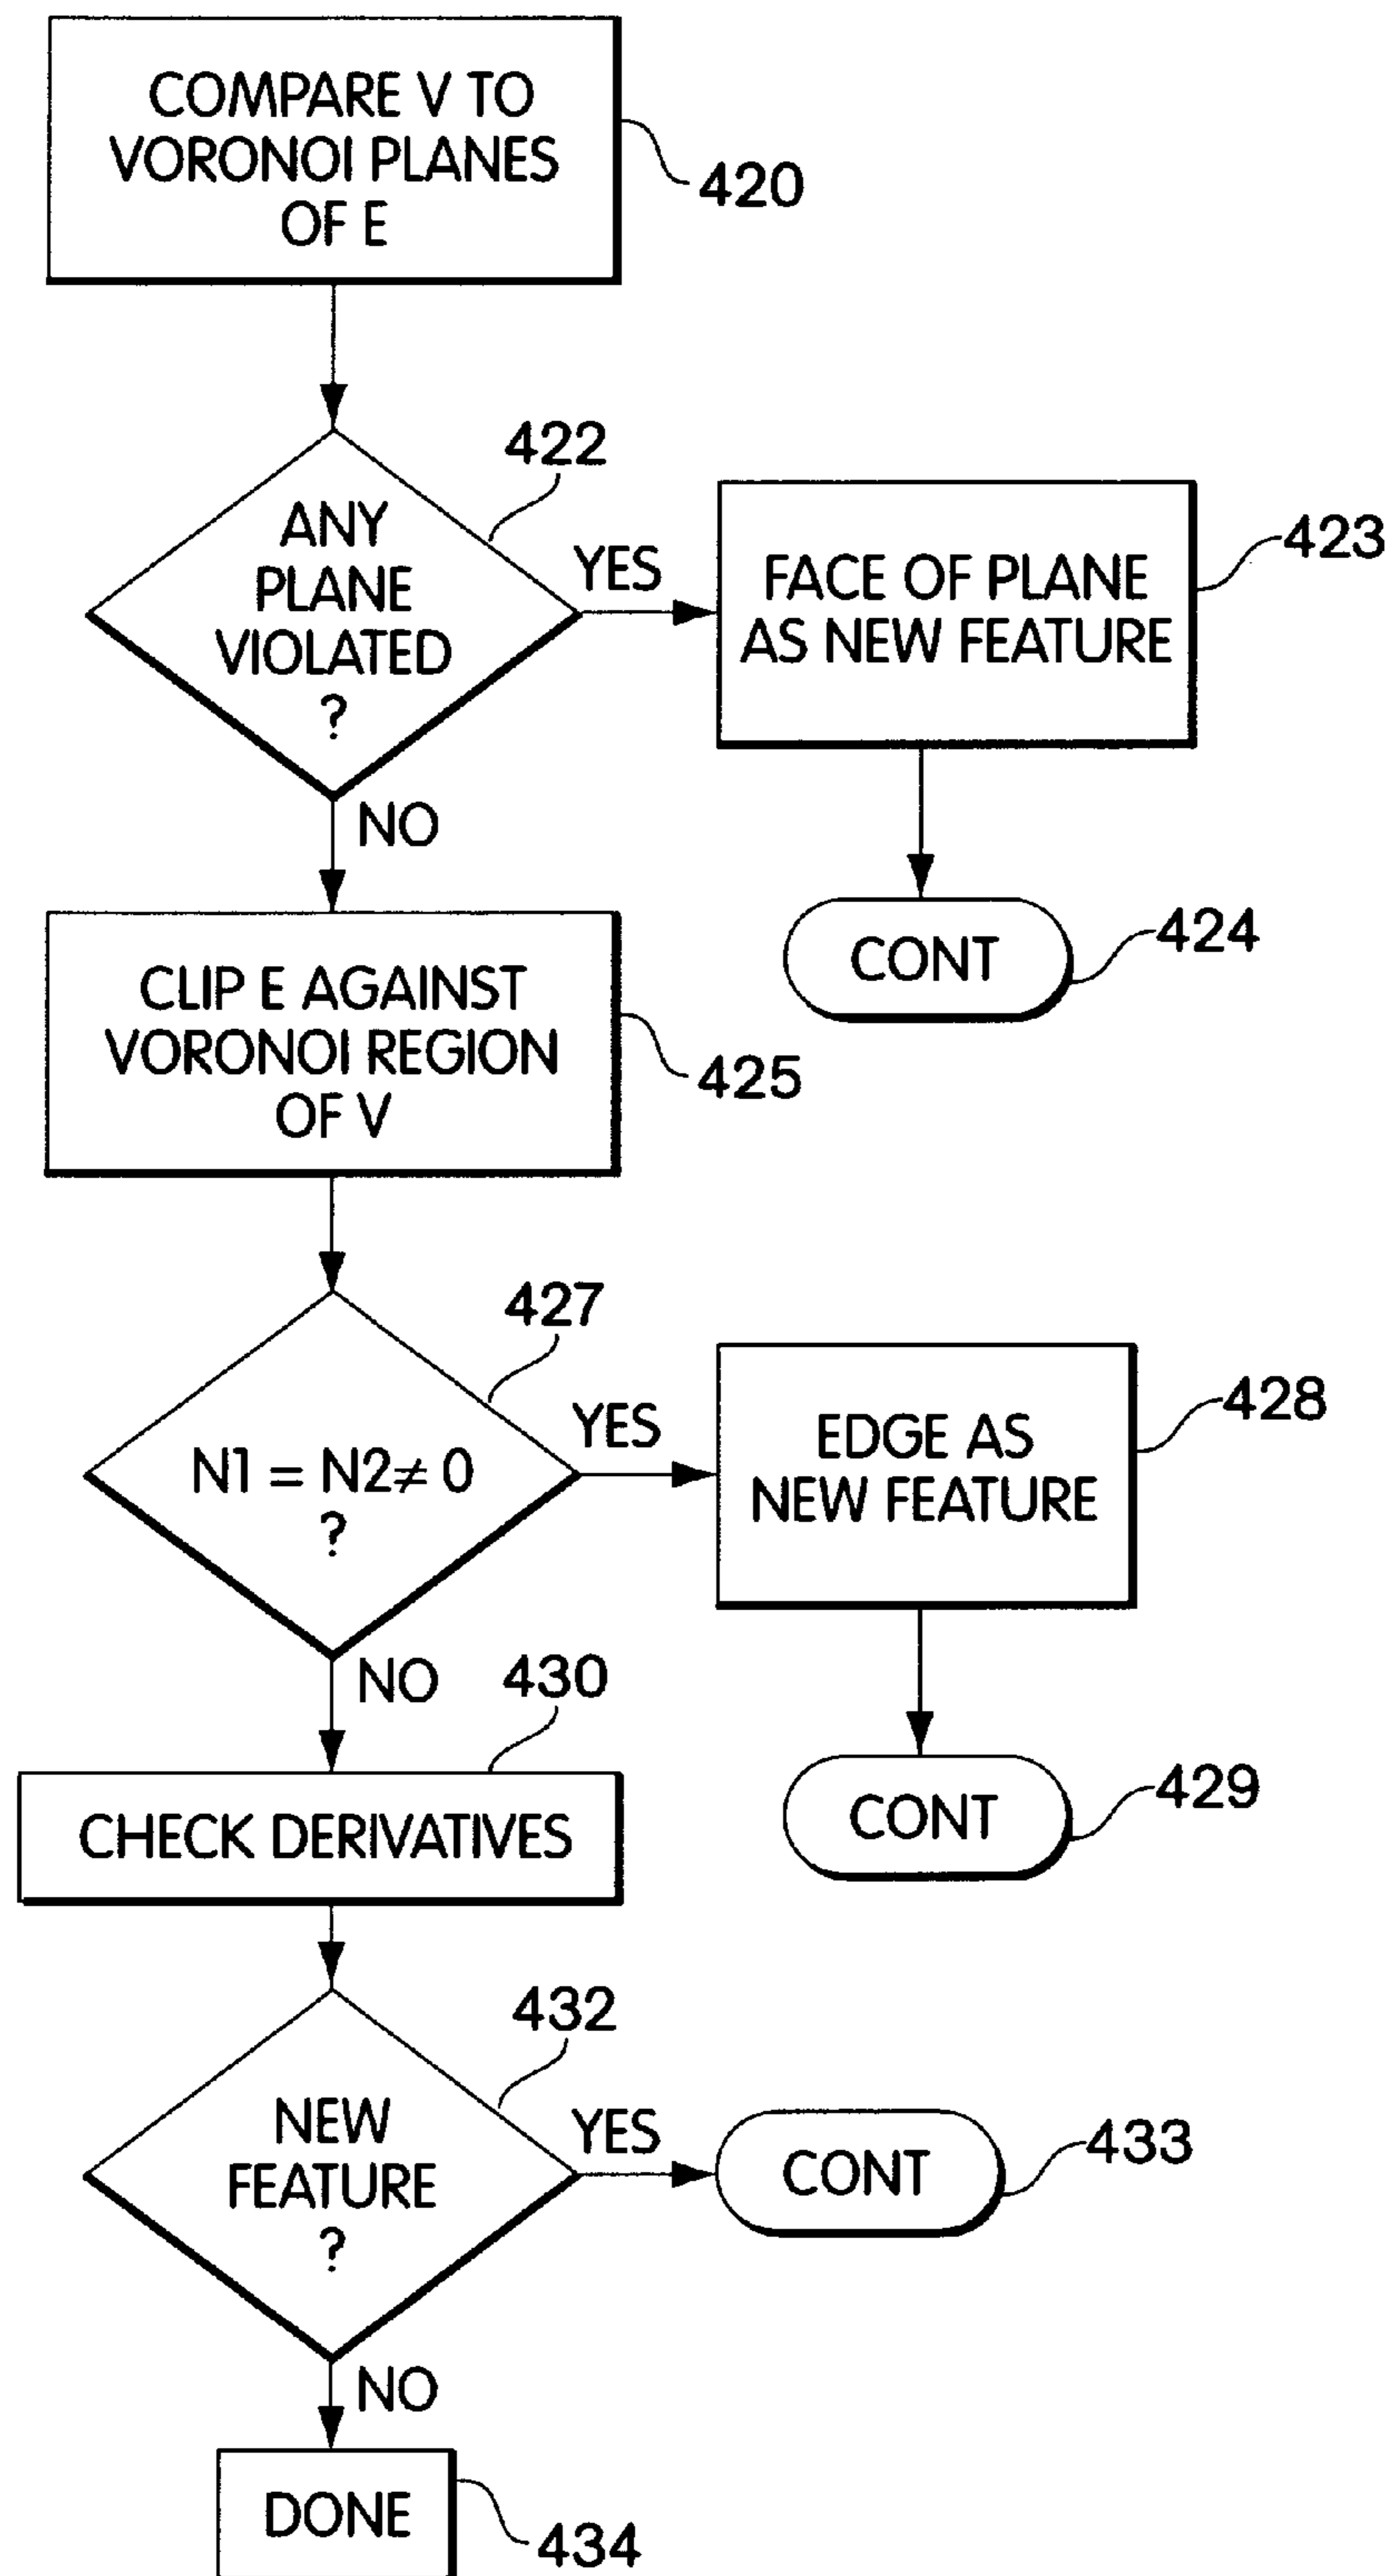 COMPARE V TO
VORONOI PLANES
OF E
420
422
ANY
PLANE
VIOLATED
?
YES
FACE OF PLANE
AS NEW FEATURE
423
NO
CONT
424
CLIP E AGAINST
VORONOI REGION
OF V
425
427
N1 = N2 ≠ 0
?
YES
EDGE AS
NEW FEATURE
428
NO
430
CONT
429
CHECK DERIVATIVES
432
NEW
FEATURE
?
YES
CONT
433
NO
DONE
434